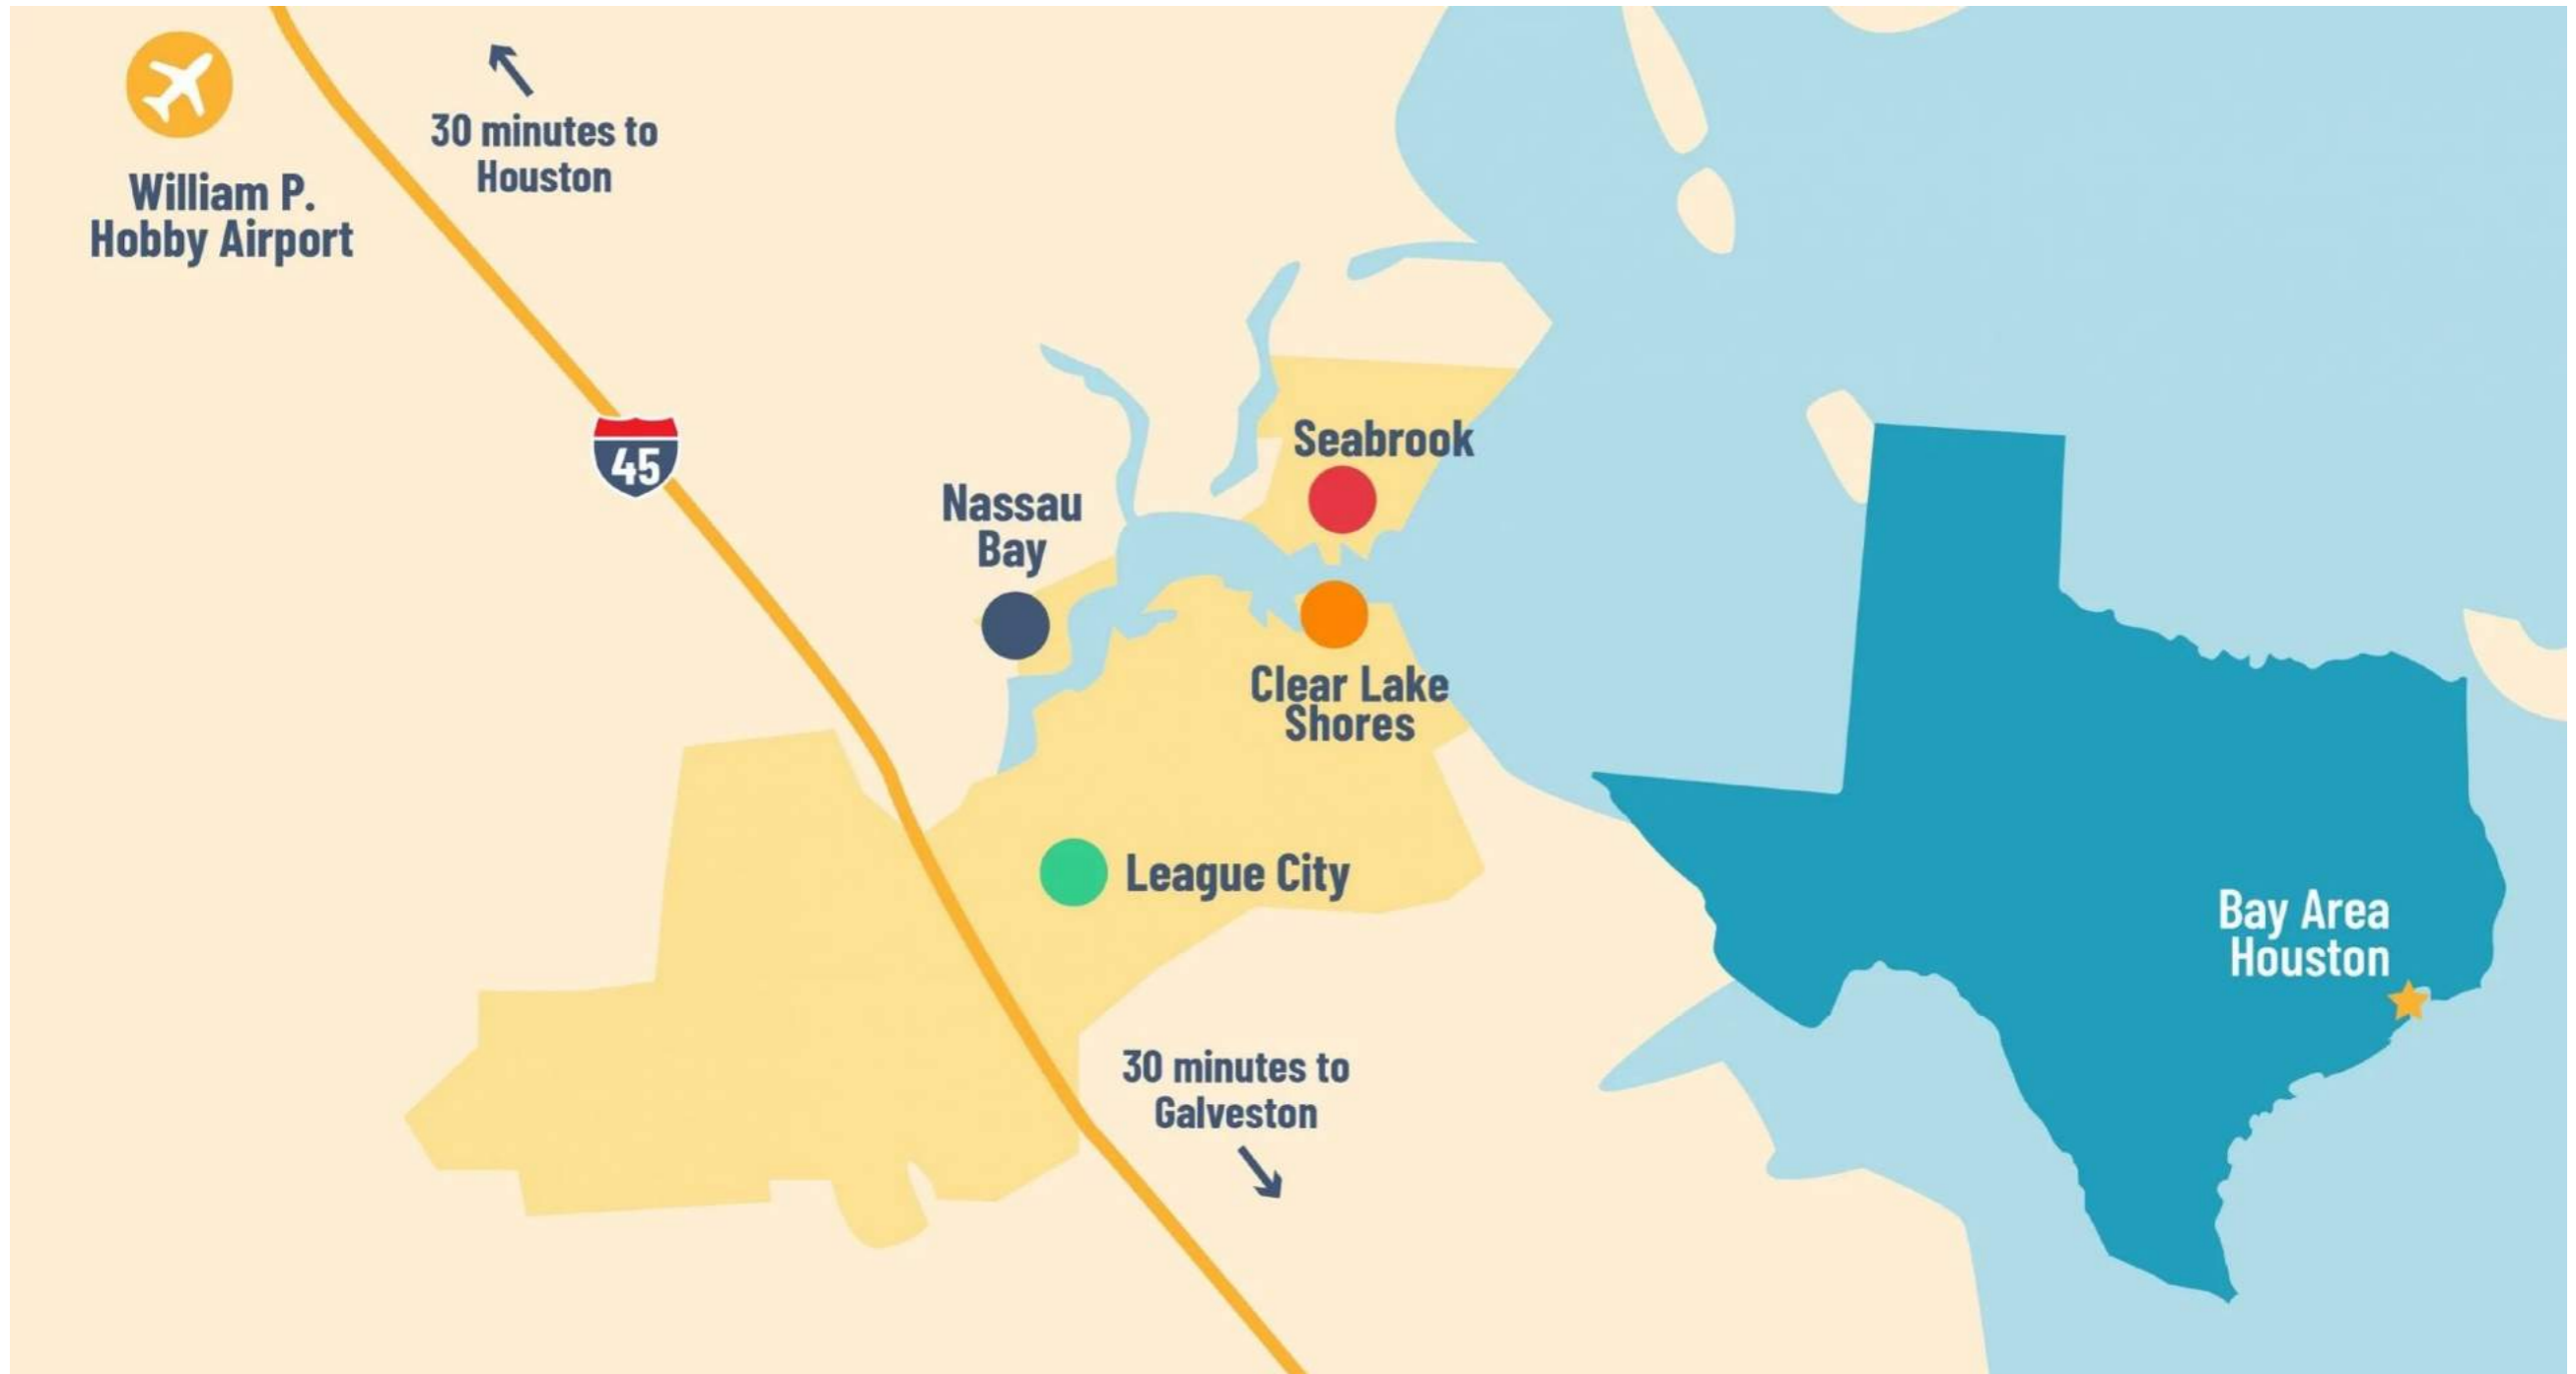 30 minutes to
Houston
William P.
Hobby Airport
45
Seabrook
Nassau
Bay
Clear Lake
Shores
League City
Bay Area
Houston
30 minutes to
Galveston